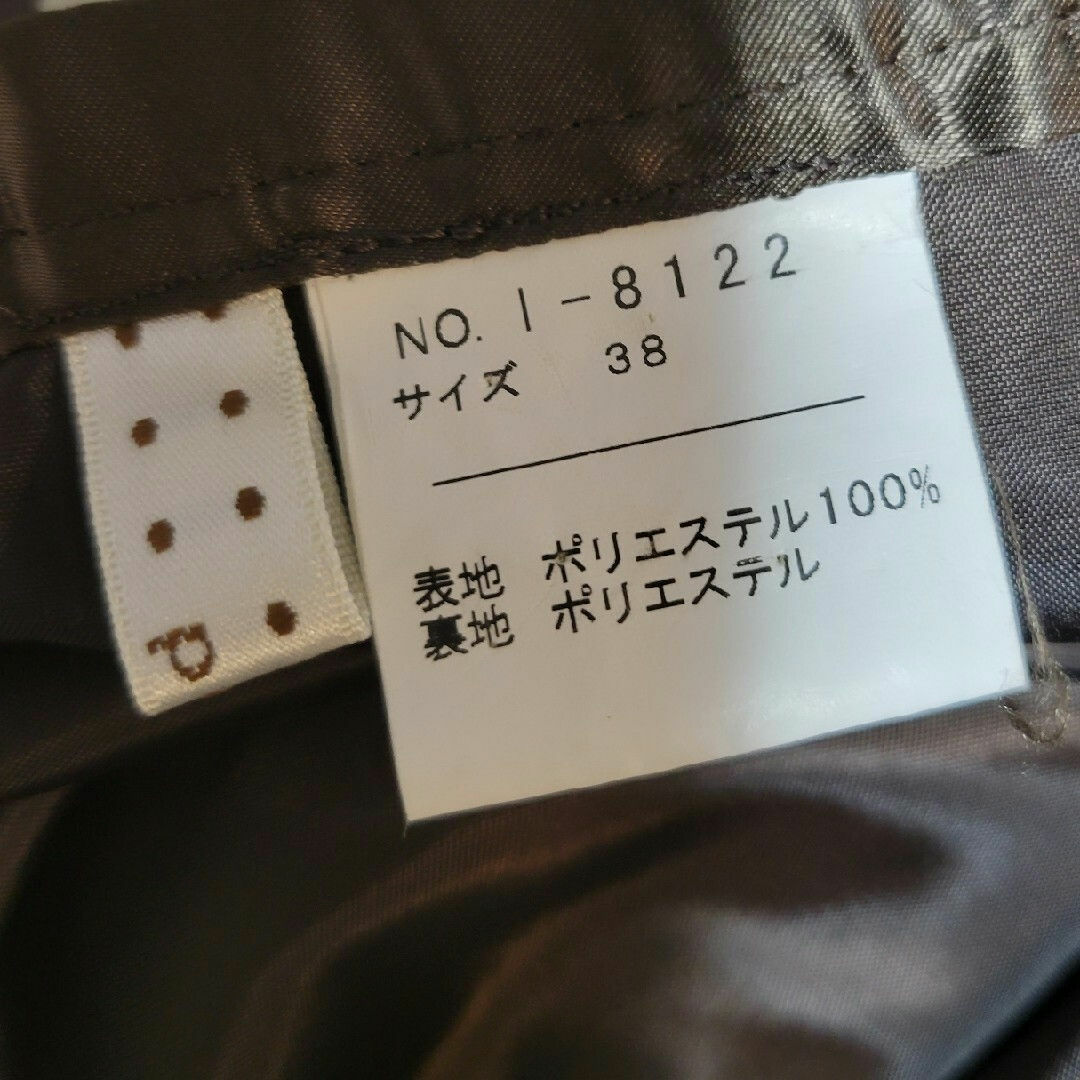 NO. I-8122
サイズ 38
表地 ポリエステル100%
裏地 ポリエステル